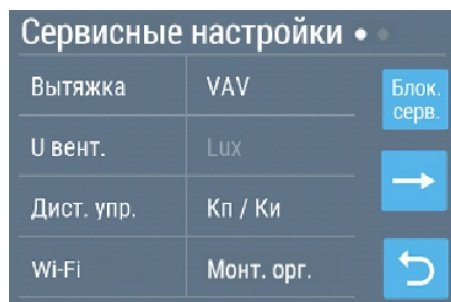 Сервисные настройки
Вытяжка VAV
Блок.
серв.
U вент. Lux
Дист. упр. Кп / Ки
Wi-Fi Монт. орг.